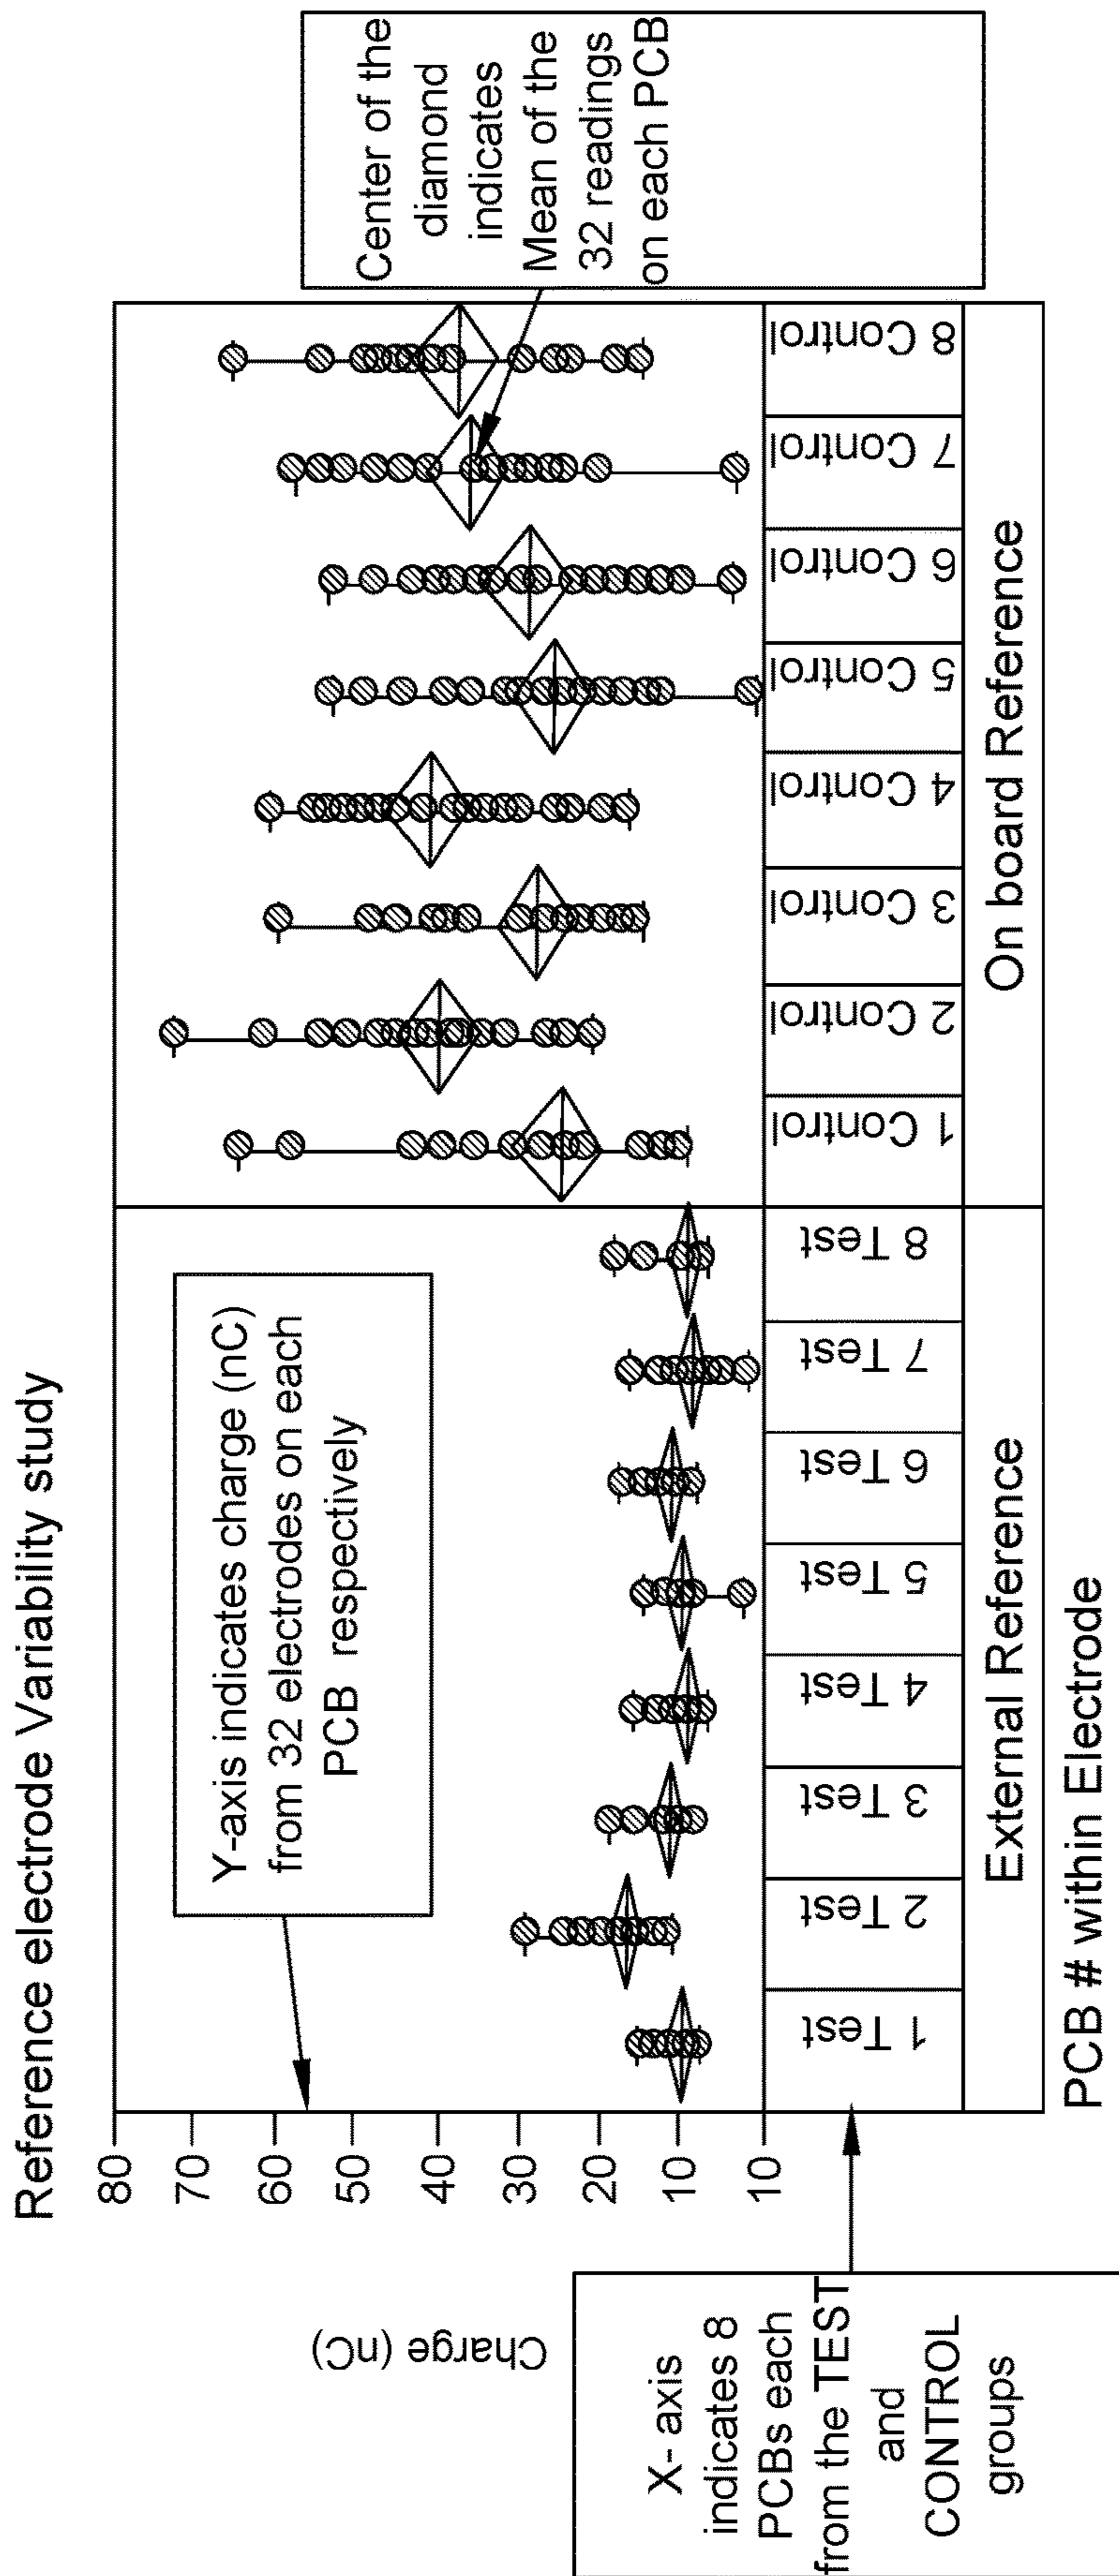 Reference electrode Variability study
Y-axis indicates charge (nC)
from 32 electrodes on each
PCB respectively
Center of the
diamond
indicates
Mean of the
32 readings
on each PCB
Charge (nC)
80
70
60
50
40
30
20
10
10
1 Test
2 Test
3 Test
4 Test
5 Test
6 Test
7 Test
8 Test
1 Control
2 Control
3 Control
4 Control
5 Control
6 Control
7 Control
8 Control
External Reference
On board Reference
PCB # within Electrode
X- axis
indicates 8
PCBs each
from the TEST
and
CONTROL
groups